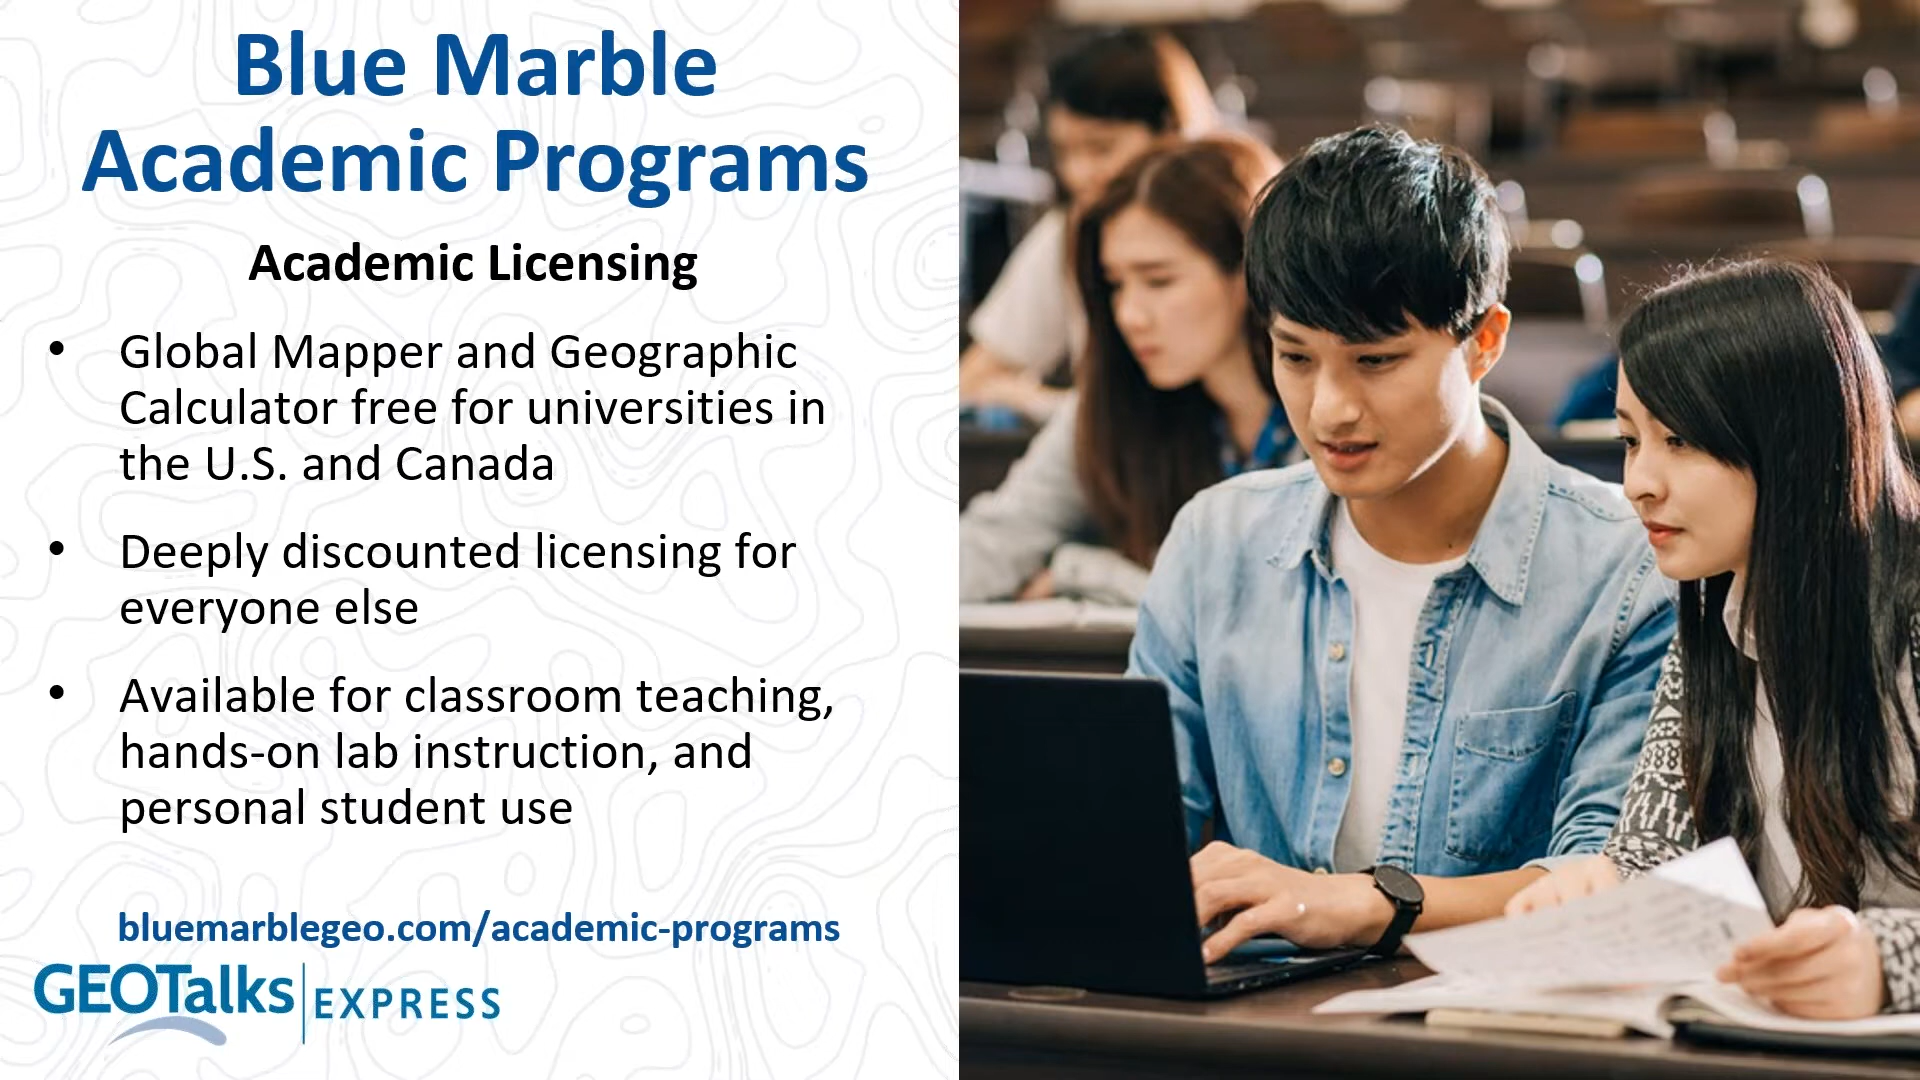 Blue Marble
Academic Programs
Academic Licensing
• Global Mapper and Geographic
Calculator free for universities in
the U.S. and Canada
• Deeply discounted licensing for
everyone else
• Available for classroom teaching,
hands-on lab instruction, and
personal student use
bluemarblegeo.com/academic-programs
GEOTalks EXPRESS